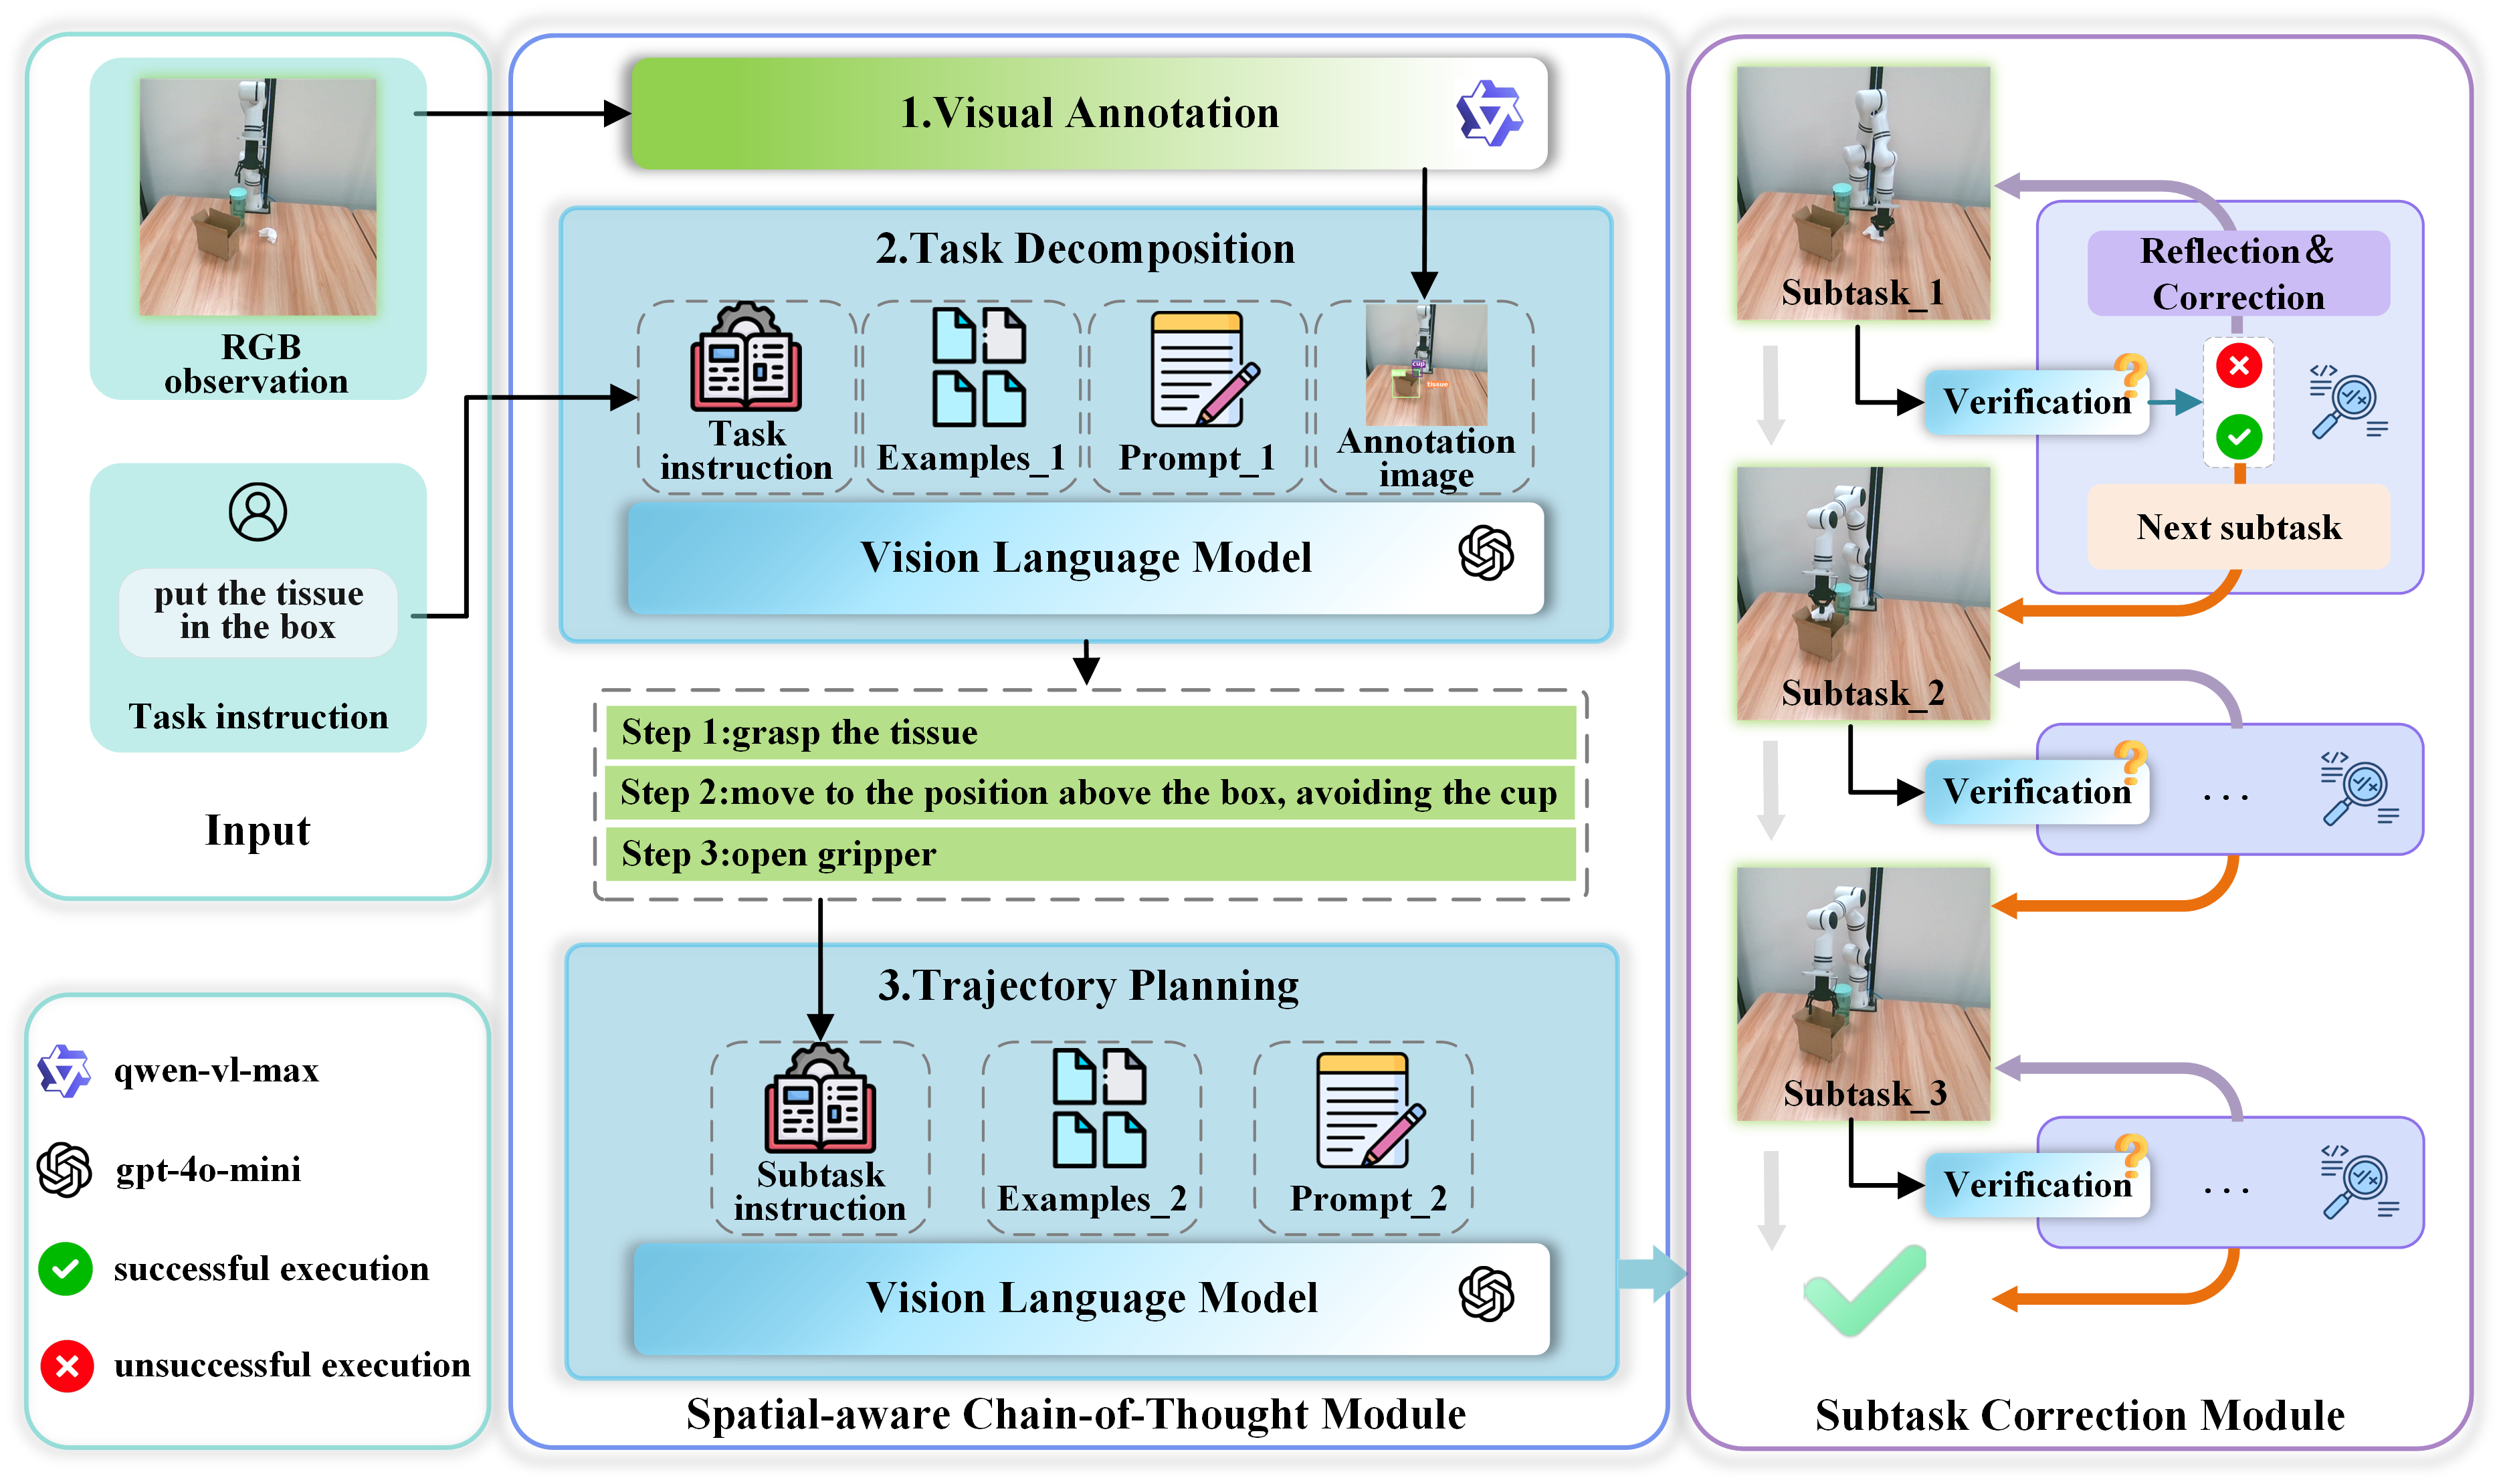 RGB
observation
put the tissue
in the box
Task instruction
Input
qwen-vl-max
gpt-4o-mini
successful execution
unsuccessful execution
1.Visual Annotation
2.Task Decomposition
Task
instruction
Examples_1
Prompt_1
cup
tissue
Annotation
image
Vision Language Model
Step 1:grasp the tissue
Step 2:move to the position above the box, avoiding the cup
Step 3:open gripper
3.Trajectory Planning
Subtask
instruction
Examples_2
Prompt_2
Vision Language Model
Spatial-aware Chain-of-Thought Module
Subtask_1
Reflection&
Correction
Verification
?
</>
Next subtask
Subtask_2
Verification
?
...
</>
Subtask_3
Verification
?
...
</>
Subtask Correction Module